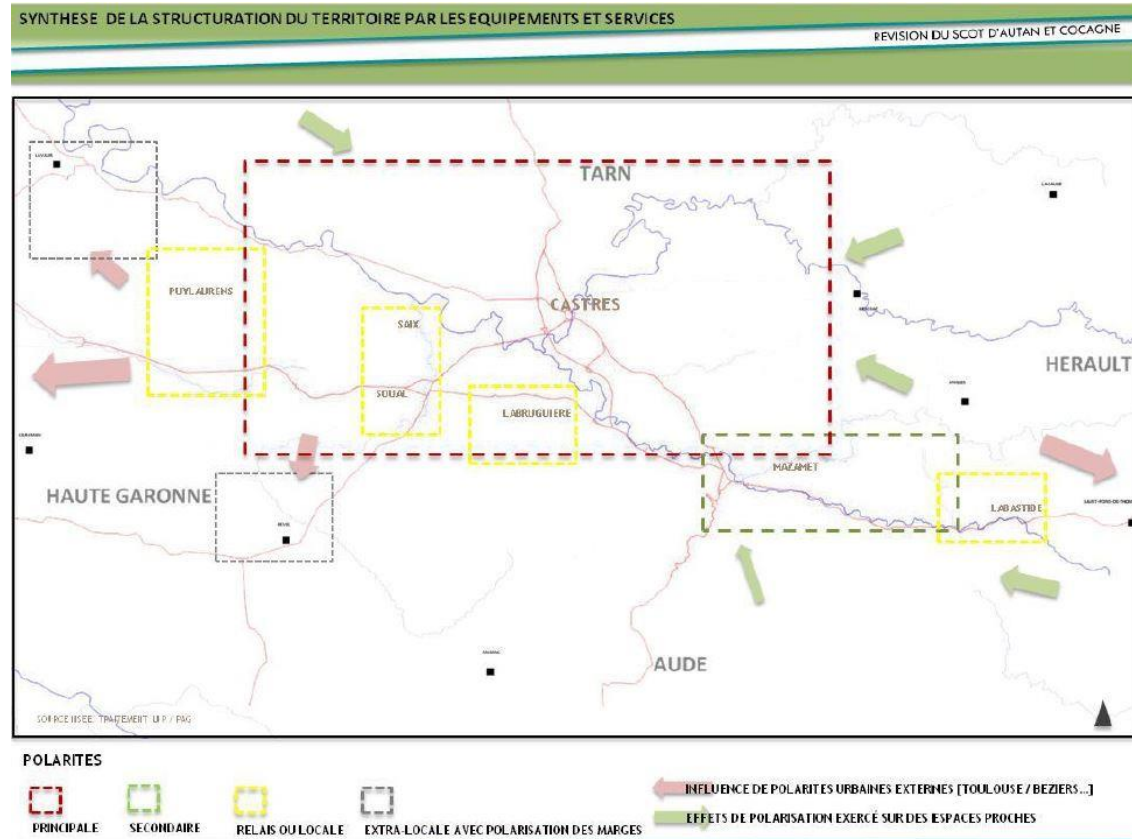 SYNTHESE DE LA STRUCTURATION DU TERRITOIRE PAR LES EQUIPEMENTS ET SERVICES
REVISION DU SCOT D'AUTAN ET COCAGNE
TARN
PUYLAURENS
CASTRES
SAIX
HERAULT
SOUAL
LABRUGUIERE
MAZAMET
HAUTE GARONNE
LABASTIDE
REVEL
AUDE
SOURCE INSEE, TRAITEMENT
POLARITES
PRINCIPALE
SECONDAIRE
RELAIS OU LOCALE
EXTRA-LOCALE AVEC POLARISATION DES MARGES
INFLUENCE DE POLARITES URBAINES EXTERNES [TOULOUSE / BEZIERS...]
EFFETS DE POLARISATION EXERCÉ SUR DES ESPACES PROCHES